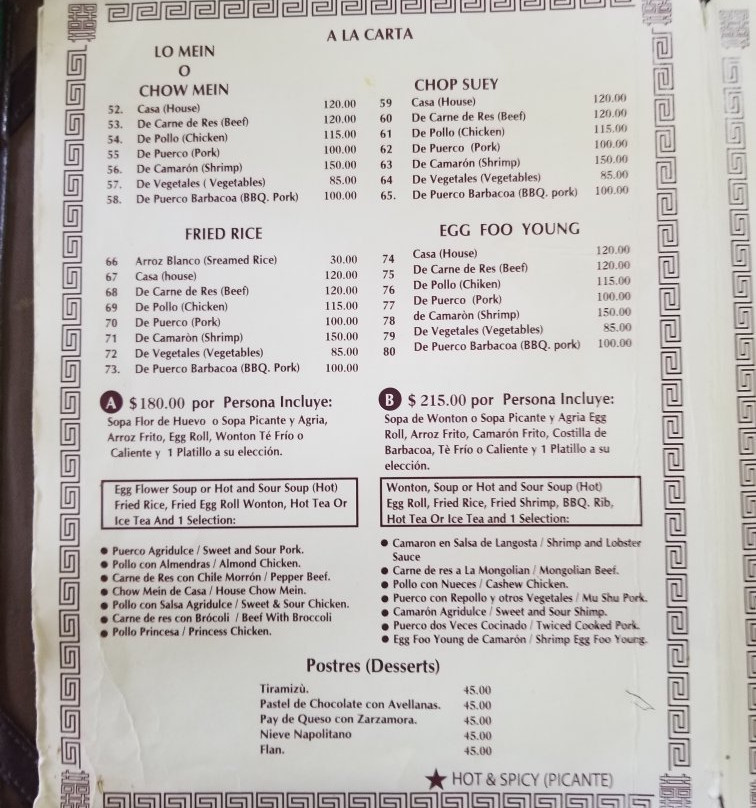 A LA CARTA
LO MEIN
O
CHOW MEIN
52. Casa (House) 120.00
53. De Carne de Res (Beef) 120.00
54. De Pollo (Chicken) 115.00
55 De Puerco (Pork) 100.00
56. De Camarón (Shrimp) 150.00
57. De Vegetales ( Vegetables) 85.00
58. De Puerco Barbacoa (BBQ. Pork) 100.00
CHOP SUEY
59 Casa (House) 120.00
60 De Carne de Res (Beef) 120.00
61 De Pollo (Chicken) 115.00
62 De Puerco (Pork) 100.00
63 De Camarón (Shrimp) 150.00
64 De Vegetales (Vegetables) 85.00
65. De Puerco Barbacoa (BBQ. pork) 100.00
FRIED RICE
66 Arroz Blanco (Sreamed Rice) 30.00
67 Casa (house) 120.00
68 De Carne de Res (Beef) 120.00
69 De Pollo (Chicken) 115.00
70 De Puerco (Pork) 100.00
71 De Camaròn (Shrimp) 150.00
72 De Vegetales (Vegetables) 85.00
73. De Puerco Barbacoa (BBQ. Pork) 100.00
EGG FOO YOUNG
74 Casa (House) 120.00
75 De Carne de Res (Beef) 120.00
76 De Pollo (Chiken) 115.00
77 De Puerco (Pork) 100.00
78 de Camaròn (Shrimp) 150.00
79 De Vegetales (Vegetables) 85.00
80 De Puerco Barbacoa (BBQ. pork) 100.00
A $180.00 por Persona Incluye:
Sopa Flor de Huevo o Sopa Picante y Agria,
Arroz Frito, Egg Roll, Wonton Té Frío o
Caliente y 1 Platillo a su elección.
Egg Flower Soup or Hot and Sour Soup (Hot)
Fried Rice, Fried Egg Roll Wonton, Hot Tea Or
Ice Tea And 1 Selection:
● Puerco Agridulce / Sweet and Sour Pork.
● Pollo con Almendras / Almond Chicken.
● Carne de Res con Chile Morrón / Pepper Beef.
● Chow Mein de Casa / House Chow Mein.
● Pollo con Salsa Agridulce / Sweet & Sour Chicken.
● Carne de res con Brócoli / Beef With Broccoli
● Pollo Princesa / Princess Chicken.
B $ 215.00 por Persona Incluye:
Sopa de Wonton o Sopa Picante y Agria Egg
Roll, Arroz Frito, Camarón Frito, Costilla de
Barbacoa, Tè Frío o Caliente y 1 Platillo a su
elección.
Wonton, Soup or Hot and Sour Soup (Hot)
Egg Roll, Fried Rice, Fried Shrimp, BBQ. Rib,
Hot Tea Or Ice Tea and 1 Selection:
● Camaron en Salsa de Langosta / Shrimp and Lobster
Sauce
● Carne de res a La Mongolian / Mongolian Beef.
● Pollo con Nueces / Cashew Chicken.
● Puerco con Repollo y otros Vegetales / Mu Shu Pork.
● Camarón Agridulce / Sweet and Sour Shimp.
● Puerco dos Veces Cocinado / Twiced Cooked Pork.
● Egg Foo Young de Camarón / Shrimp Egg Foo Young.
Postres (Desserts)
Tiramizù. 45.00
Pastel de Chocolate con Avellanas. 45.00
Pay de Queso con Zarzamora. 45.00
Nieve Napolitano 45.00
Flan. 45.00
★ HOT & SPICY (PICANTE)